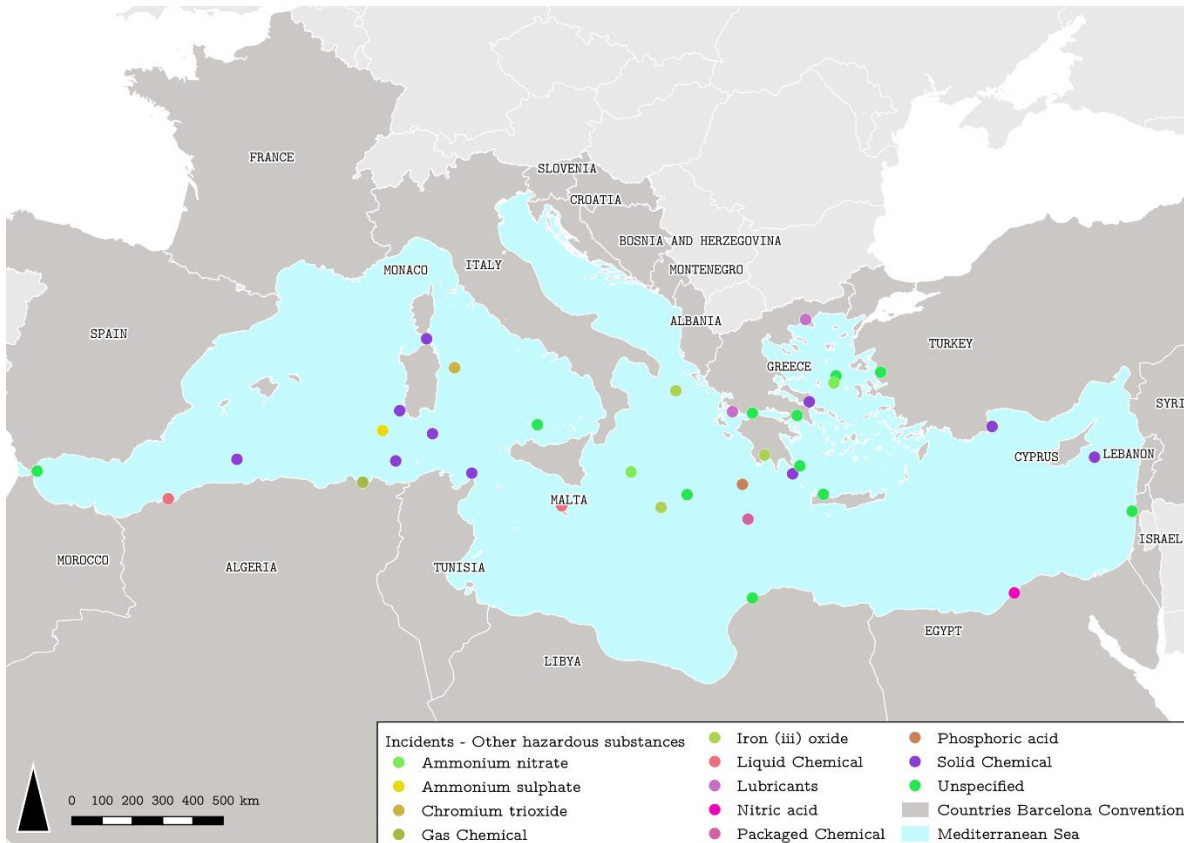 FRANCE
SLOVENIA
CROATIA
BOSNIA AND HERZEGOVINA
MONACO
ITALY
MONTENEGRO
ALBANIA
SPAIN
TURKEY
GREECE
SYRI
CYPRUS
LEBANON
MALTA
ISRAEL
MOROCCO
ALGERIA
TUNISIA
EGYPT
LIBYA
Incidents - Other hazardous substances
Ammonium nitrate
Ammonium sulphate
Chromium trioxide
Gas Chemical
Iron (iii) oxide
Liquid Chemical
Lubricants
Nitric acid
Packaged Chemical
Phosphoric acid
Solid Chemical
Unspecified
Countries Barcelona Convention
Mediterranean Sea
0 100 200 300 400 500 km